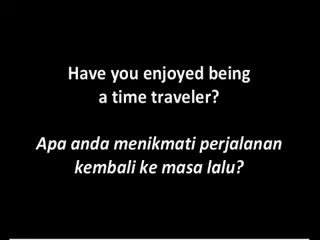 Have you enjoyed being
a time traveler?
Apa anda menikmati perjalanan
kembali ke masa lalu?